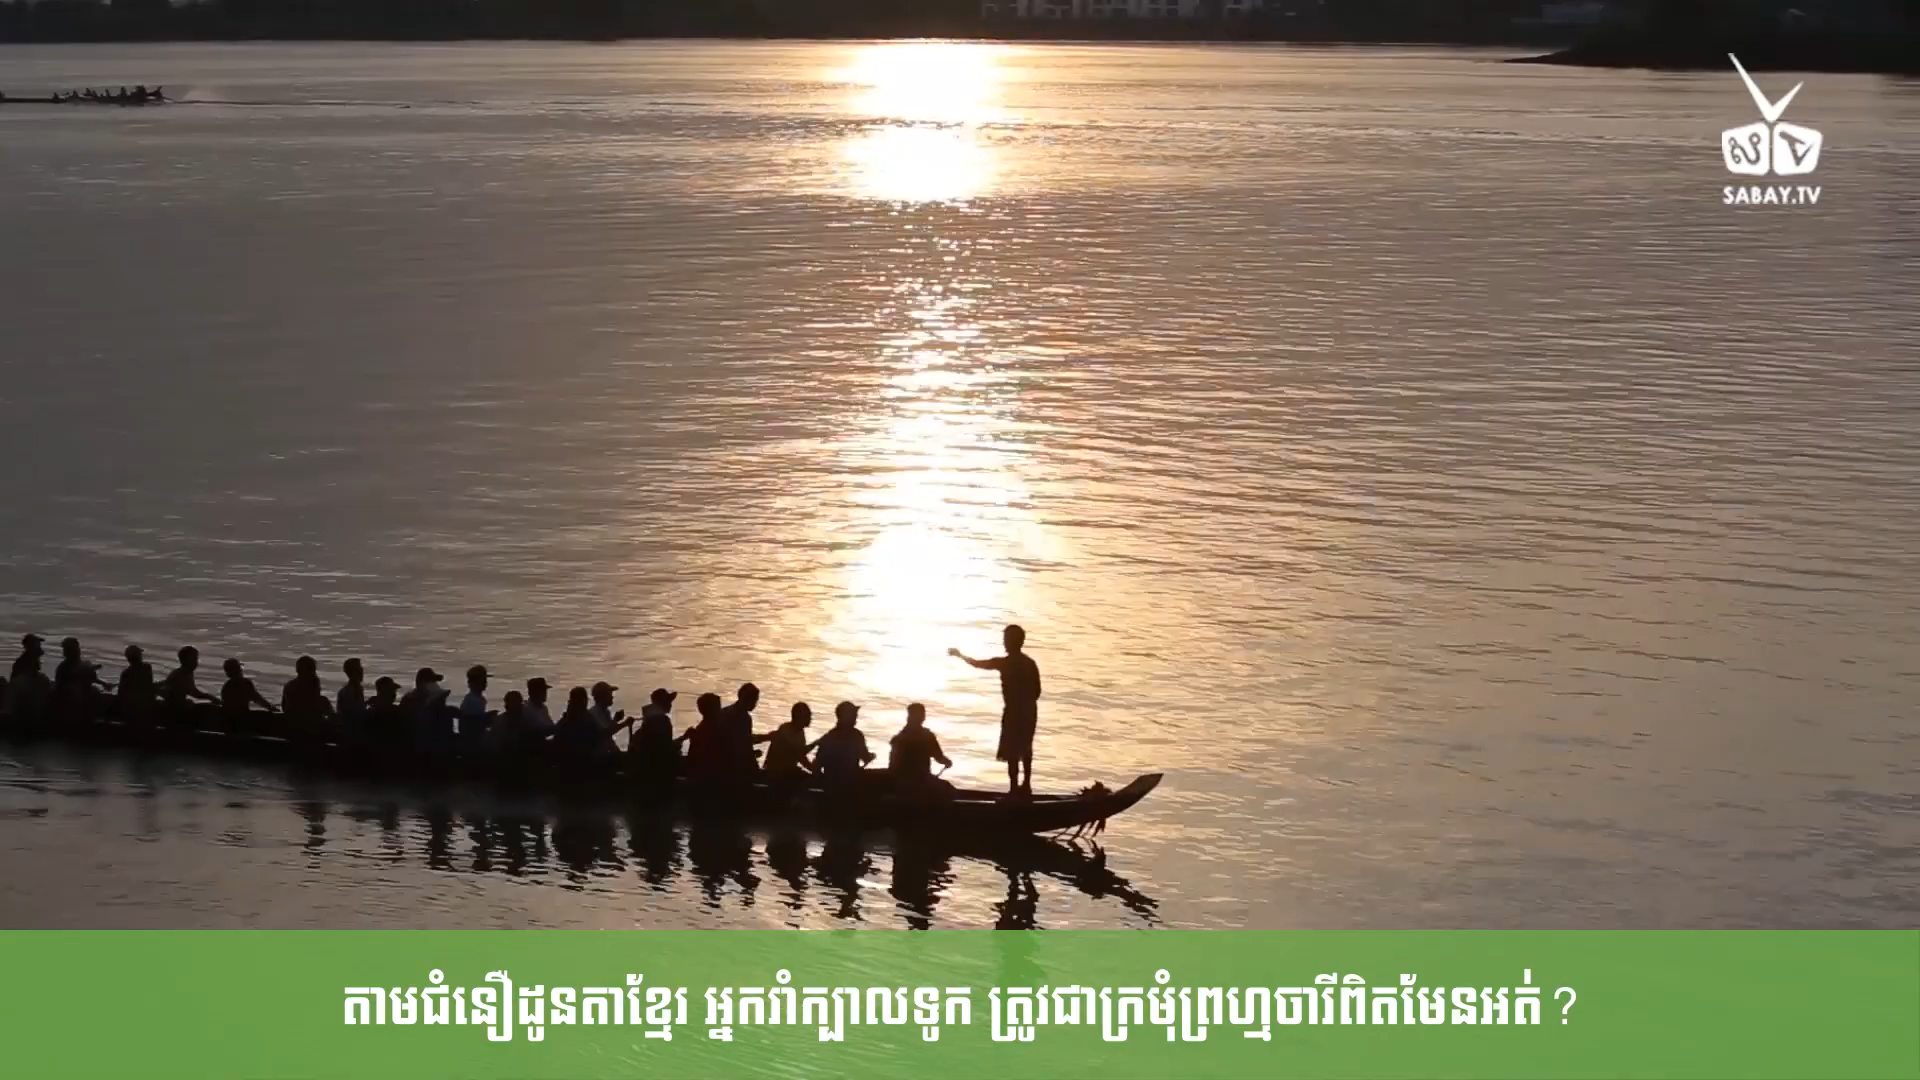 SABAY.TV
តាមជំនឿដូនតាខ្មែរ អ្នករាំក្បាលទូក ត្រូវជាក្រមុំព្រហ្មចារីពិតមែនអត់ ?